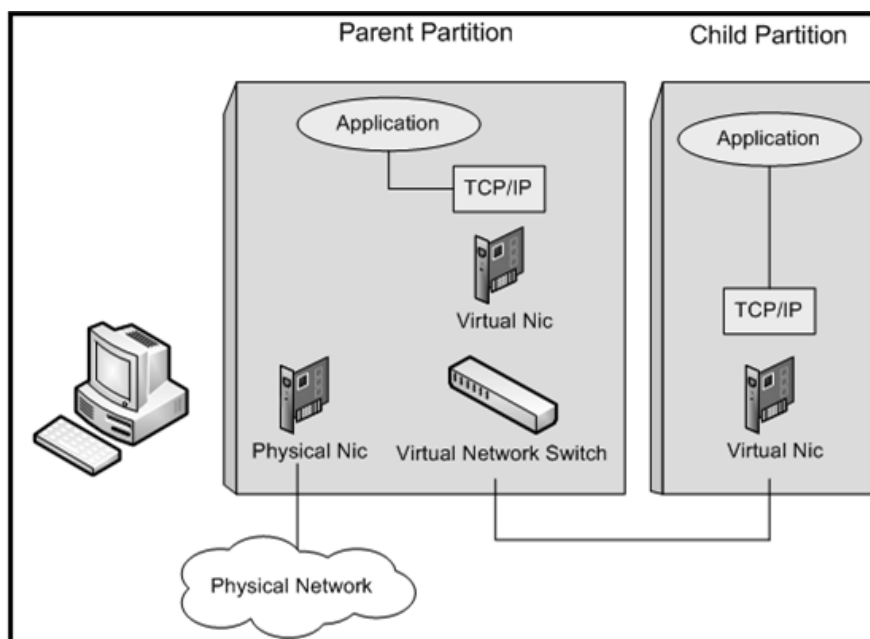 Parent Partition
Child Partition
Application
TCP/IP
Virtual Nic
Physical Nic
Virtual Network Switch
Physical Network
Application
TCP/IP
Virtual Nic